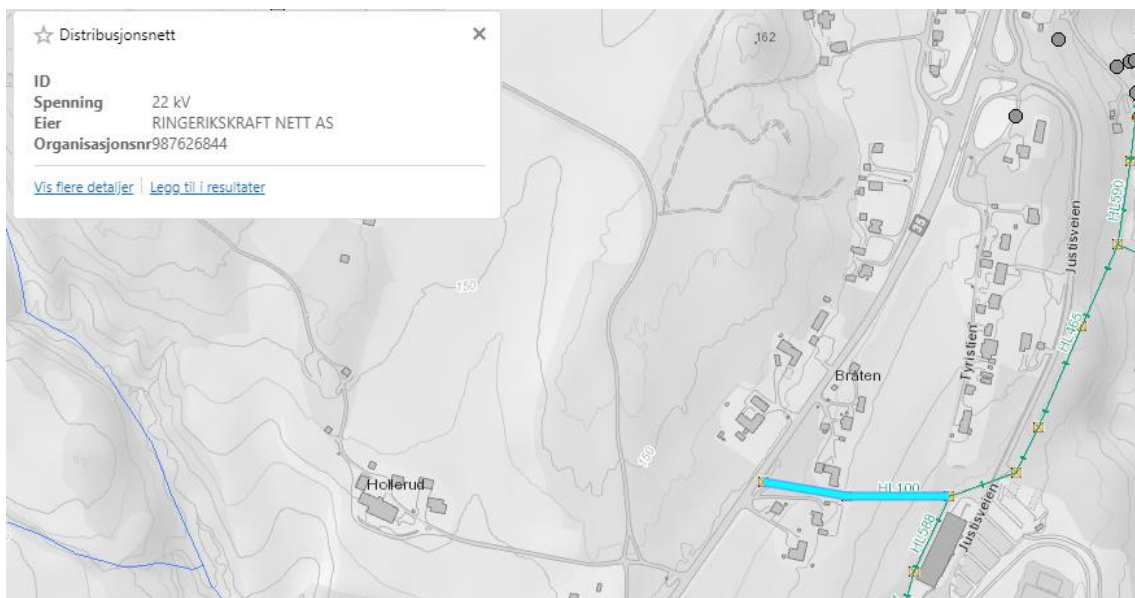 Distribusjonsnett
ID
Spenning 22 kV
Eier RINGERIKSKRAFT NETT AS
Organisasjonsnr987626844
Vis flere detaljer Legg til i resultater
162
35
HL590
Justisveien
150
HL465
Tyristien
Bråten
150
Hollerud
HL100
HL588
Justisveien